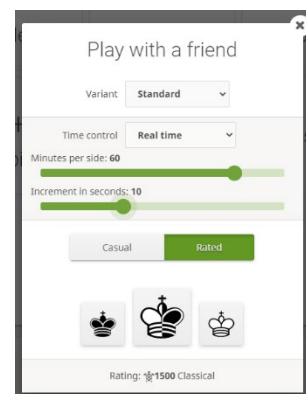 Play with a friend
Variant Standard
Time control Real time
Minutes per side: 60
Increment in seconds: 10
Casual Rated
Rating: 1500 Classical